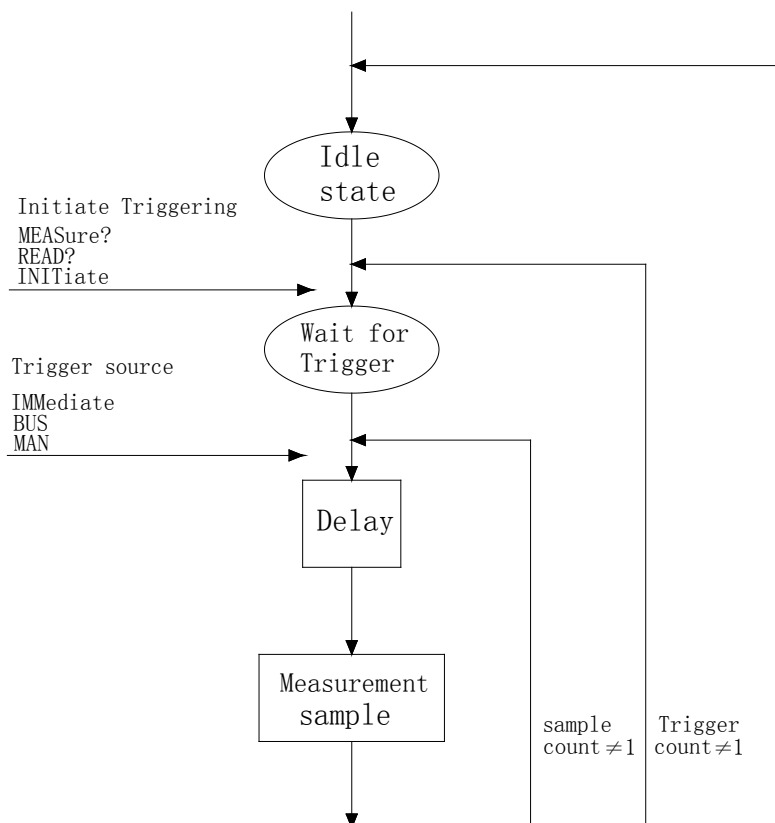 Idle
state
Initiate Triggering
MEASure?
READ?
INITiate
Wait for
Trigger
Trigger source
IMMediate
BUS
MAN
Delay
Measurement
sample
sample
count≠1
Trigger
count≠1